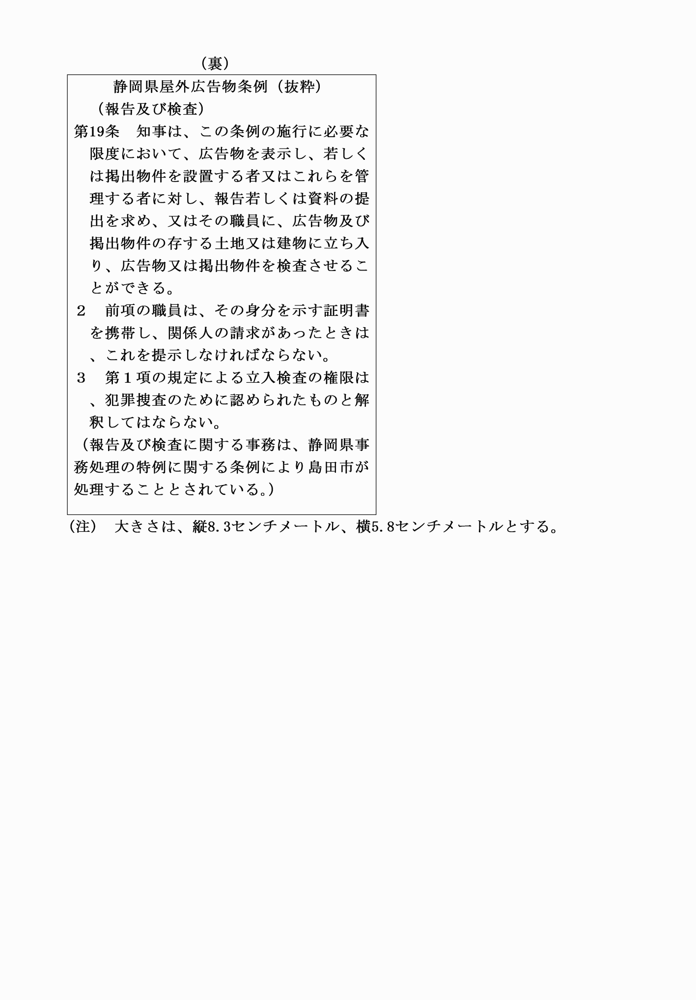 （裏）
静岡県屋外広告物条例（抜粋）
（報告及び検査）
第19条　知事は、この条例の施行に必要な
限度において、広告物を表示し、若しく
は掲出物件を設置する者又はこれらを管
理する者に対し、報告若しくは資料の提
出を求め、又はその職員に、広告物及び
掲出物件の存する土地又は建物に立ち入
り、広告物又は掲出物件を検査させるこ
とができる。
２　前項の職員は、その身分を示す証明書
を携帯し、関係人の請求があったときは
、これを提示しなければならない。
３　第１項の規定による立入検査の権限は
、犯罪捜査のために認められたものと解
釈してはならない。
（報告及び検査に関する事務は、静岡県事
務処理の特例に関する条例により島田市が
処理することとされている。）
（注）　大きさは、縦8.3センチメートル、横5.8センチメートルとする。